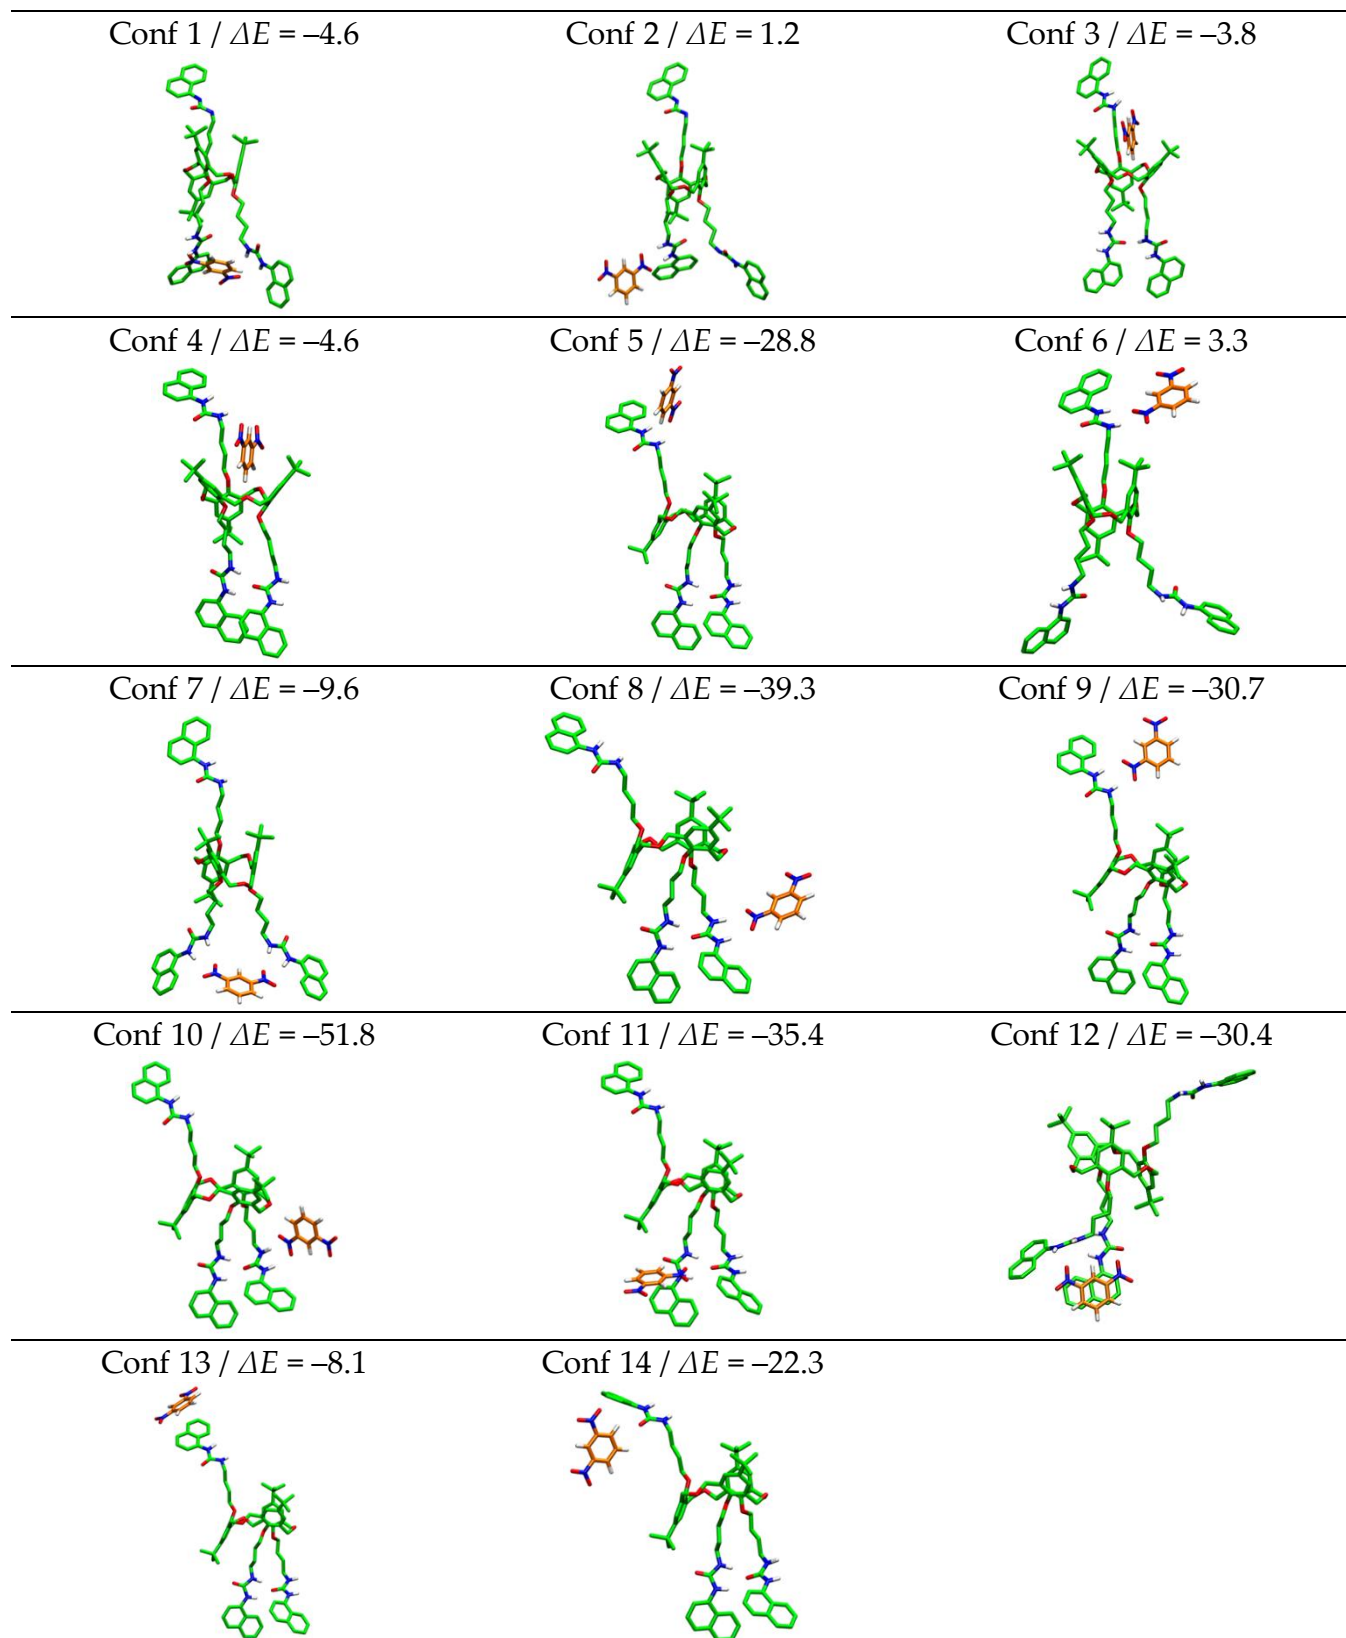 Conf 1 / ΔE = –4.6
Conf 2 / ΔE = 1.2
Conf 3 / ΔE = –3.8
Conf 4 / ΔE = –4.6
Conf 5 / ΔE = –28.8
Conf 6 / ΔE = 3.3
Conf 7 / ΔE = –9.6
Conf 8 / ΔE = –39.3
Conf 9 / ΔE = –30.7
Conf 10 / ΔE = –51.8
Conf 11 / ΔE = –35.4
Conf 12 / ΔE = –30.4
Conf 13 / ΔE = –8.1
Conf 14 / ΔE = –22.3